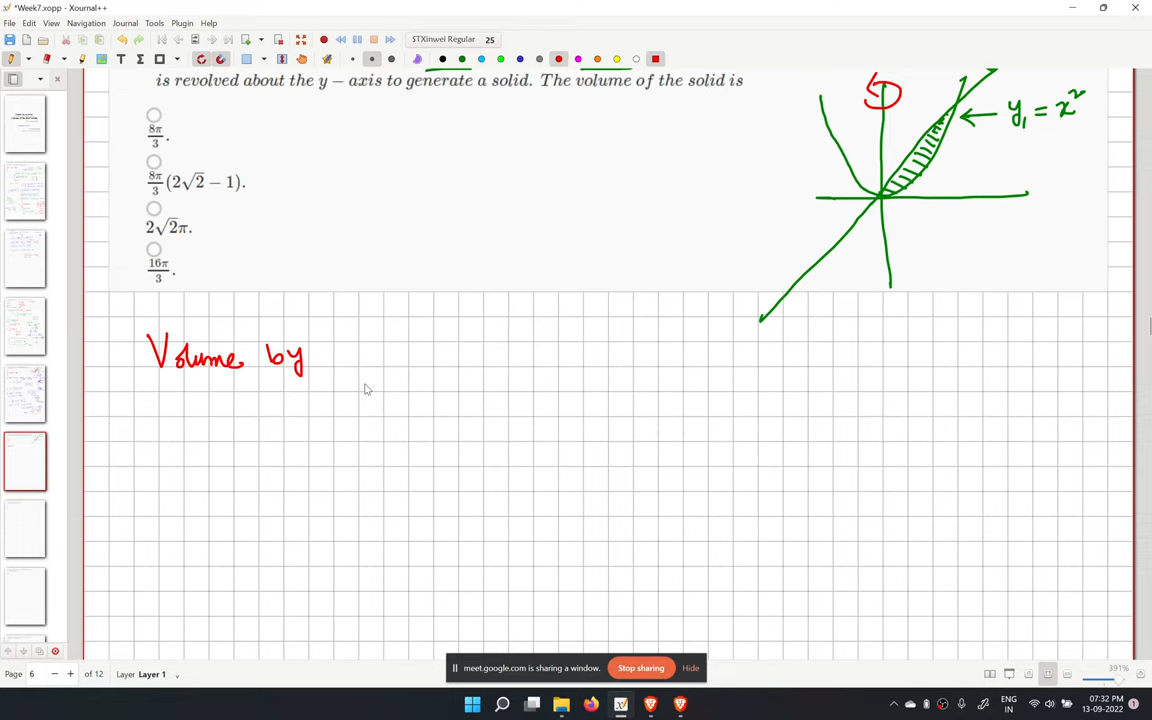 *Week7.xopp - Xournal++
File Edit View Navigation Journal Tools Plugin Help
STXinwei Regular 25
is revolved about the y − axis to generate a solid. The volume of the solid is
y₁ = x²
8π/3.
8π/3 (2√2 − 1).
2√2π.
16π/3.
Volume by
meet.google.com is sharing a window. Stop sharing Hide
Page 6 of 12 Layer Layer 1 391%
ENG IN 07:32 PM 13-09-2022